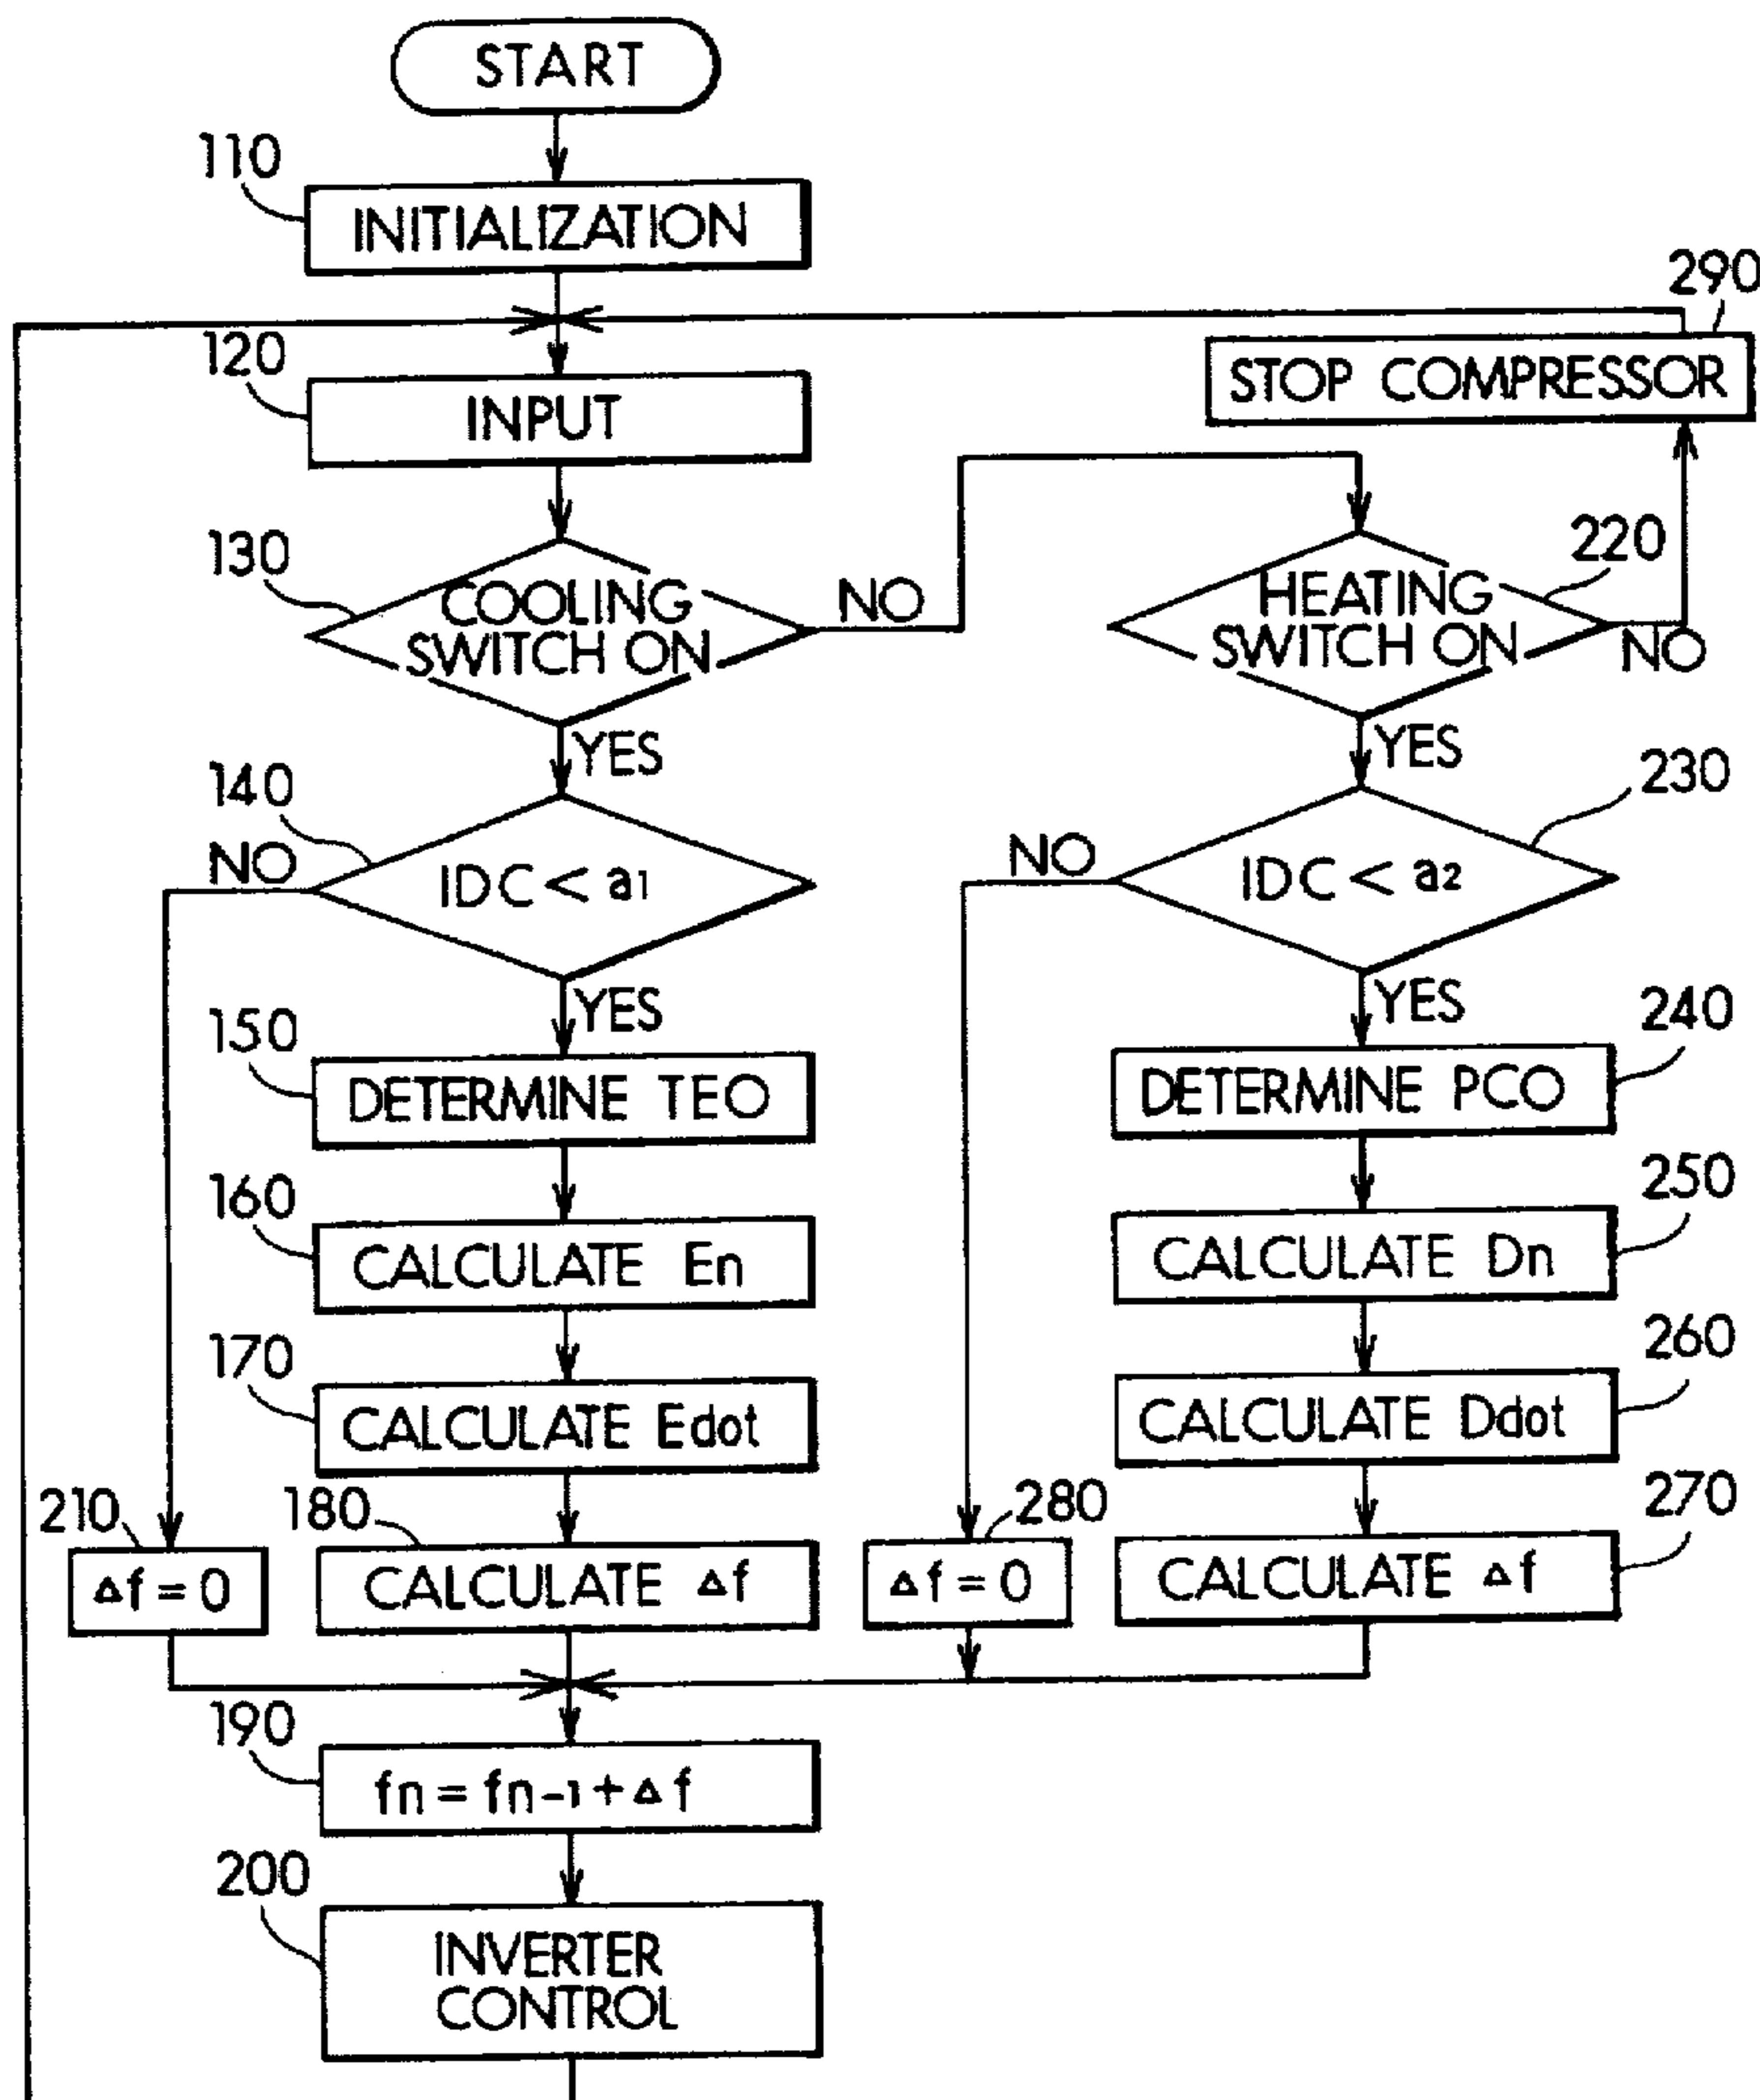 START
110
INITIALIZATION
290
120
STOP COMPRESSOR
INPUT
130
COOLING
SWITCH ON
NO
220
HEATING
SWITCH ON
NO
YES
YES
140
NO
IDC < a1
230
NO
IDC < a2
YES
YES
150
DETERMINE TEO
240
DETERMINE PCO
160
CALCULATE En
250
CALCULATE Dn
170
CALCULATE Edot
260
CALCULATE Ddot
210
Δf = 0
180
CALCULATE Δf
280
Δf = 0
270
CALCULATE Δf
190
fn = fn-1 + Δf
200
INVERTER
CONTROL